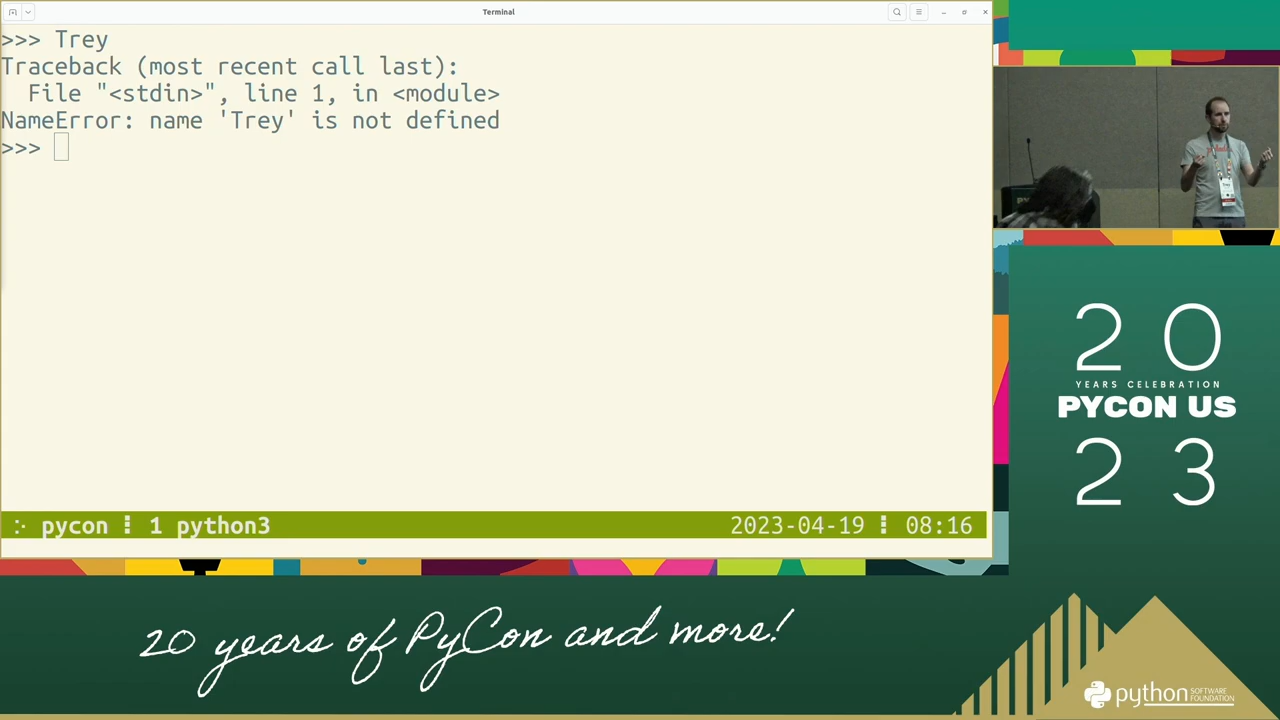 Terminal
>>> Trey
Traceback (most recent call last):
  File "<stdin>", line 1, in <module>
NameError: name 'Trey' is not defined
>>>
pycon ⁞ 1 python3 2023-04-19 ⁞ 08:16
Trey
20
YEARS CELEBRATION
PYCON US
23
20 years of PyCon and more!
python SOFTWARE
FOUNDATION